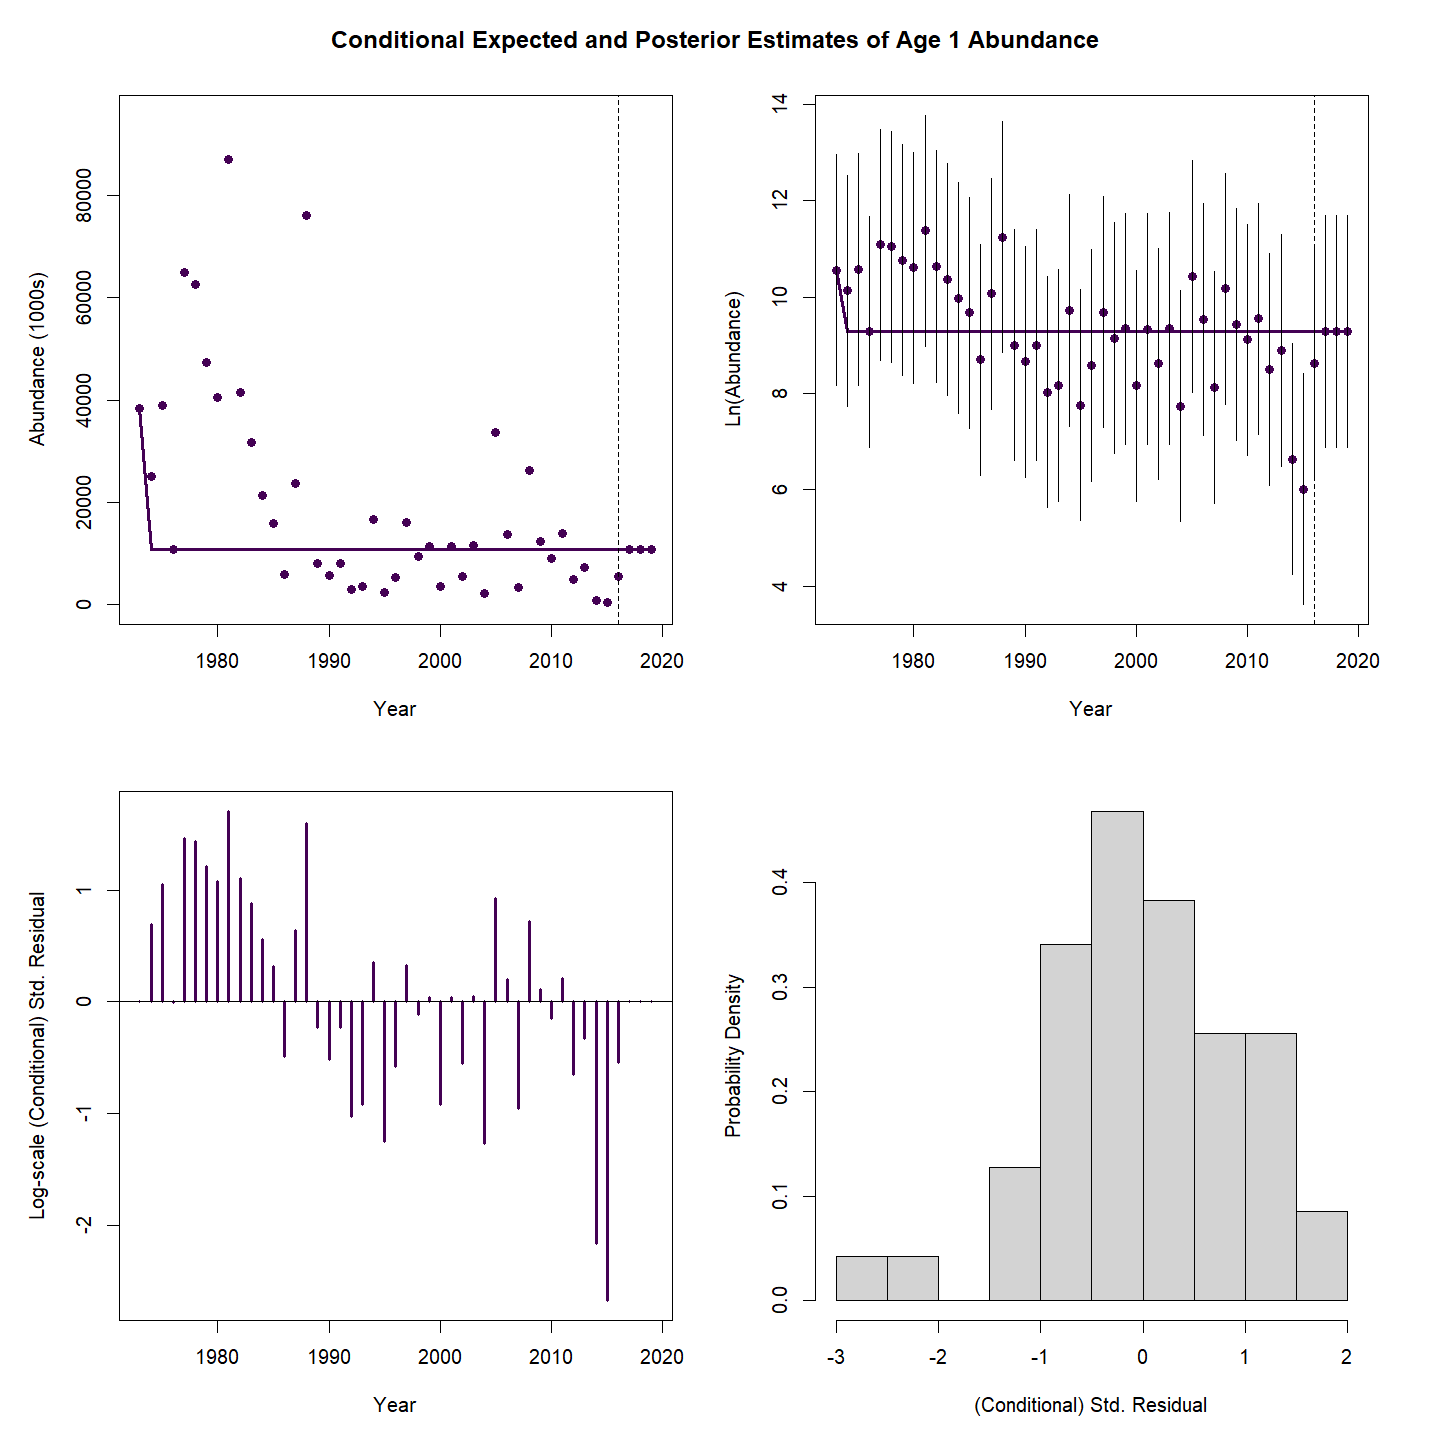 Conditional Expected and Posterior Estimates of Age 1 Abundance
Abundance (1000s)
80000
60000
40000
20000
0
1980 1990 2000 2010 2020
Year
Ln(Abundance)
14
12
10
8
6
4
1980 1990 2000 2010 2020
Year
Log-scale (Conditional) Std. Residual
1
0
-1
-2
1980 1990 2000 2010 2020
Year
Probability Density
0.4
0.3
0.2
0.1
0.0
-3 -2 -1 0 1 2
(Conditional) Std. Residual